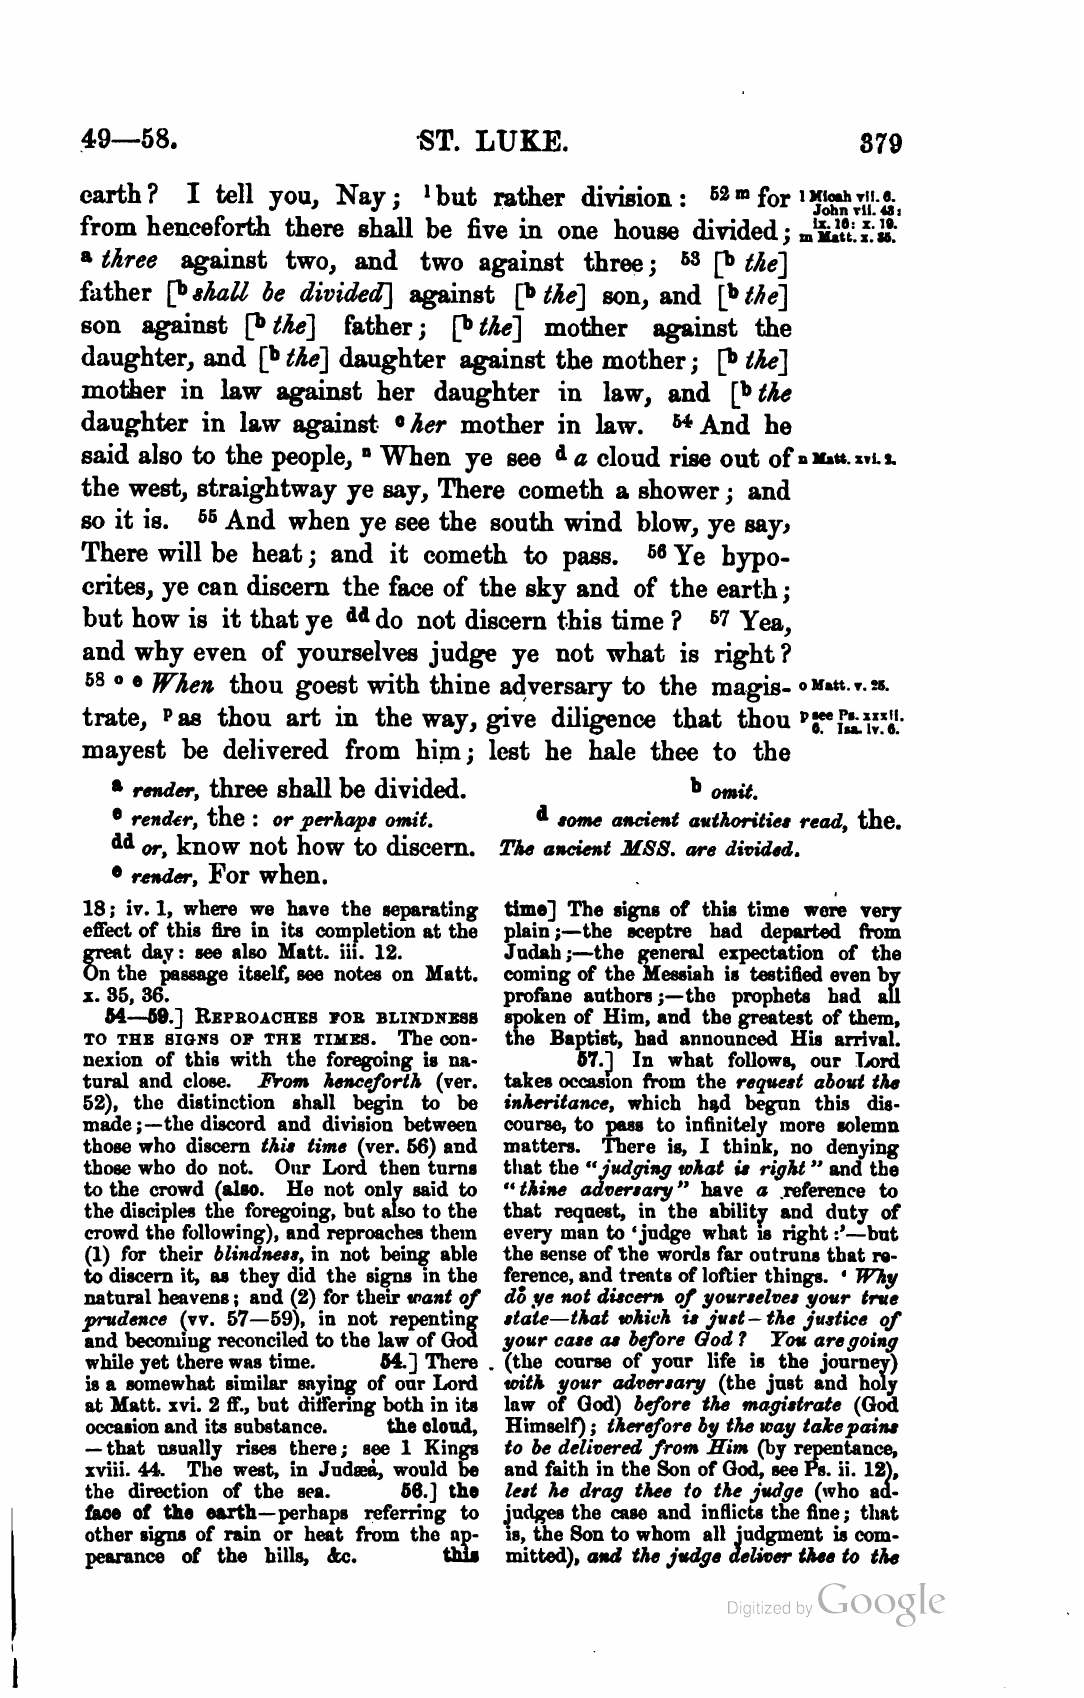 49—58. ST. LUKE. 379
earth? I tell you, Nay; l but rather division: 52 m for
from henceforth there shall be five in one house divided;
a three against two, and two against three; 53 [b the]
father [b shall be divided] against [b the] son, and [b the]
son against [b the] father; [b the] mother against the
daughter, and [b the] daughter against the mother; [b the]
mother in law against her daughter in law, and [b the
daughter in law against c her mother in law. 54 And he
said also to the people, n When ye see d a cloud rise out of
the west, straightway ye say, There cometh a shower; and
so it is. 55 And when ye see the south wind blow, ye say,
There will be heat; and it cometh to pass. 56 Ye hypo-
crites, ye can discern the face of the sky and of the earth;
but how is it that ye dd do not discern this time? 57 Yea,
and why even of yourselves judge ye not what is right?
58 o e When thou goest with thine adversary to the magis-
trate, p as thou art in the way, give diligence that thou
mayest be delivered from him; lest he hale thee to the
l Micah vii. 6.
John vii. 43:
ix. 16: x. 19.
m Matt. x. 35.
n Matt. xvi. 2.
o Matt. v. 25.
p see Ps. xxxii.
6. Isa. lv. 6.
a render, three shall be divided. b omit.
c render, the: or perhaps omit. d some ancient authorities read, the.
dd or, know not how to discern. The ancient MSS. are divided.
e render, For when.
18; iv. 1, where we have the separating
effect of this fire in its completion at the
great day: see also Matt. iii. 12.
On the passage itself, see notes on Matt.
x. 35, 36.
54—59.] REPROACHES FOR BLINDNESS
TO THE SIGNS OF THE TIMES. The con-
nexion of this with the foregoing is na-
tural and close. From henceforth (ver.
52), the distinction shall begin to be
made;—the discord and division between
those who discern this time (ver. 56) and
those who do not. Our Lord then turns
to the crowd (also. He not only said to
the disciples the foregoing, but also to the
crowd the following), and reproaches them
(1) for their blindness, in not being able
to discern it, as they did the signs in the
natural heavens; and (2) for their want of
prudence (vv. 57—59), in not repenting
and becoming reconciled to the law of God
while yet there was time. 54.] There
is a somewhat similar saying of our Lord
at Matt. xvi. 2 ff., but differing both in its
occasion and its substance. the cloud,
—that usually rises there; see 1 Kings
xviii. 44. The west, in Judæa, would be
the direction of the sea. 56.] the
face of the earth—perhaps referring to
other signs of rain or heat from the ap-
pearance of the hills, &c. this
time] The signs of this time were very
plain;—the sceptre had departed from
Judah;—the general expectation of the
coming of the Messiah is testified even by
profane authors;—the prophets had all
spoken of Him, and the greatest of them,
the Baptist, had announced His arrival.
57.] In what follows, our Lord
takes occasion from the request about the
inheritance, which had begun this dis-
course, to pass to infinitely more solemn
matters. There is, I think, no denying
that the "judging what is right" and the
"thine adversary" have a reference to
that request, in the ability and duty of
every man to 'judge what is right:'—but
the sense of the words far outruns that re-
ference, and treats of loftier things. 'Why
do ye not discern of yourselves your true
state—that which is just—the justice of
your case as before God? You are going
(the course of your life is the journey)
with your adversary (the just and holy
law of God) before the magistrate (God
Himself); therefore by the way take pains
to be delivered from Him (by repentance,
and faith in the Son of God, see Ps. ii. 12),
lest he drag thee to the judge (who ad-
judges the case and inflicts the fine; that
is, the Son to whom all judgment is com-
mitted), and the judge deliver thee to the
Digitized by Google